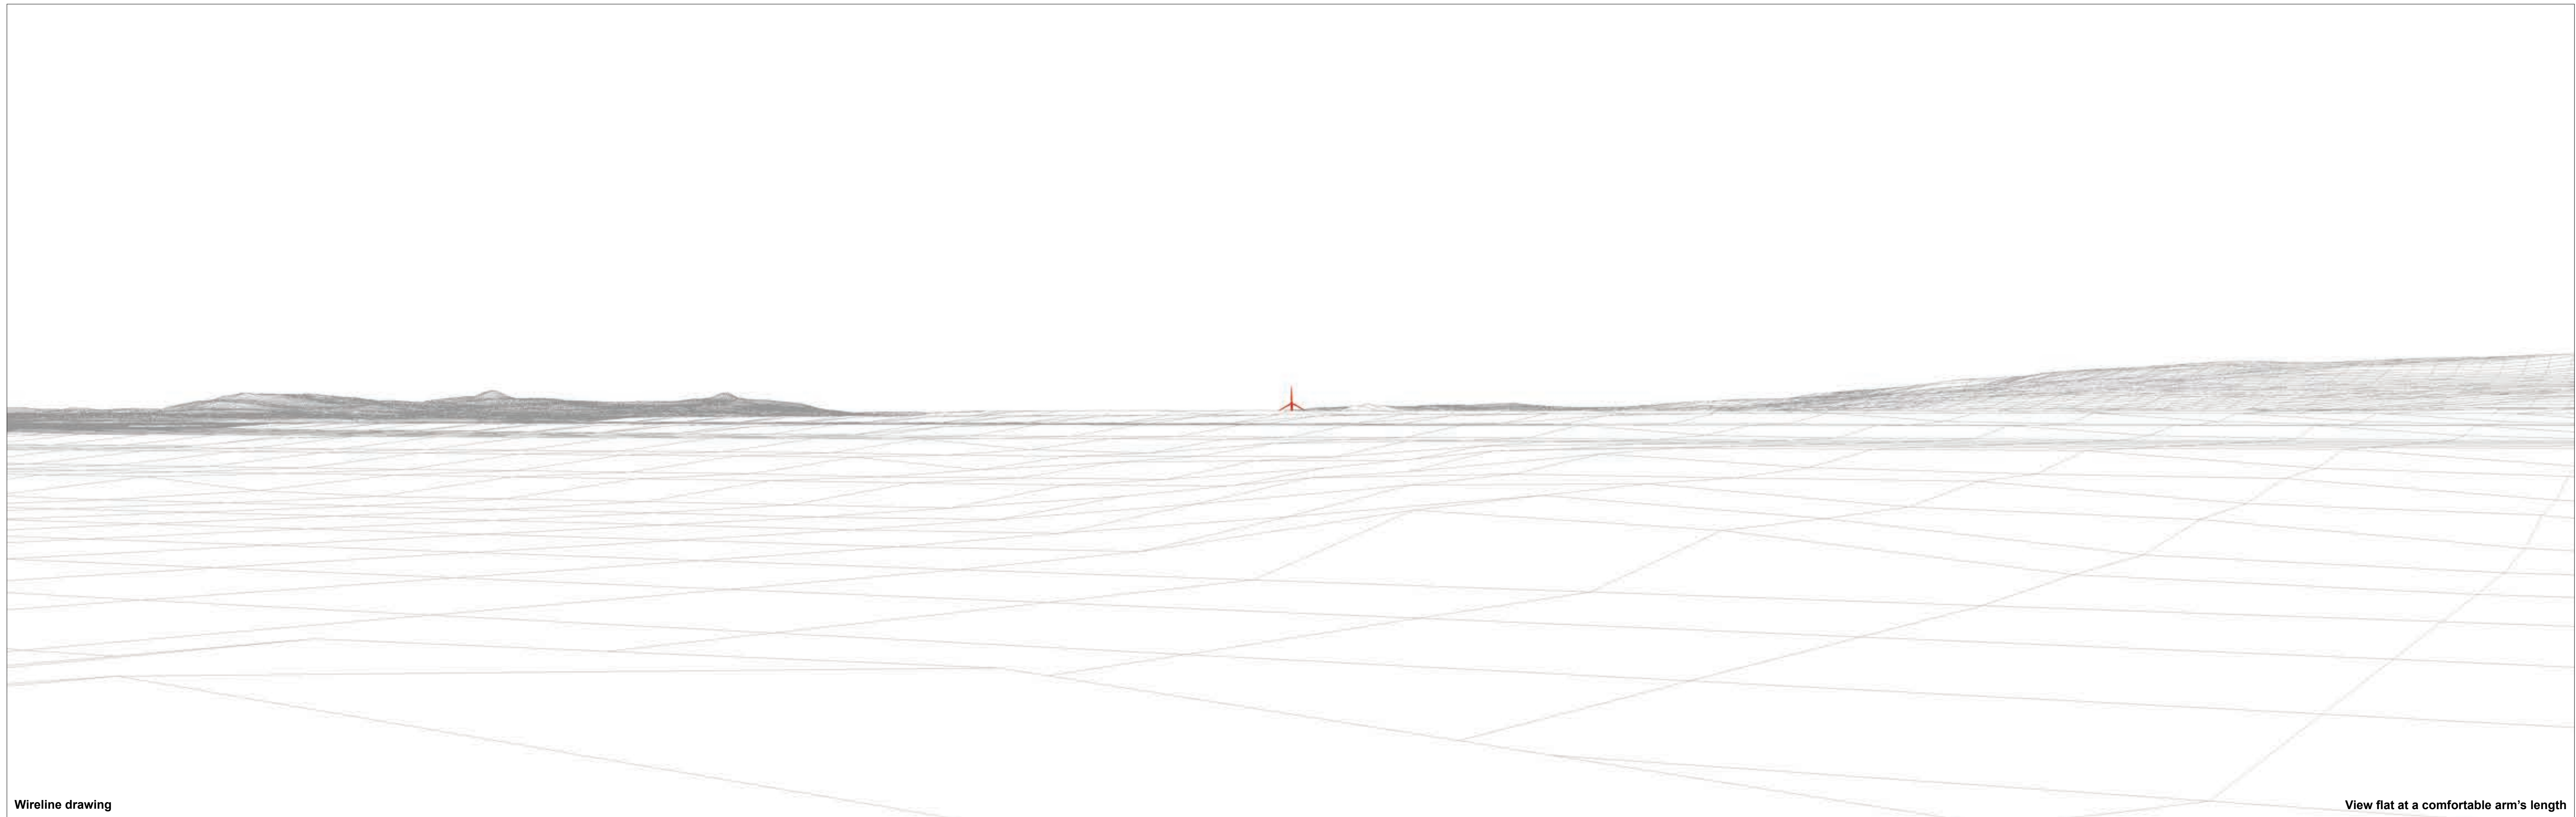 Wireline drawing
View flat at a comfortable arm's length